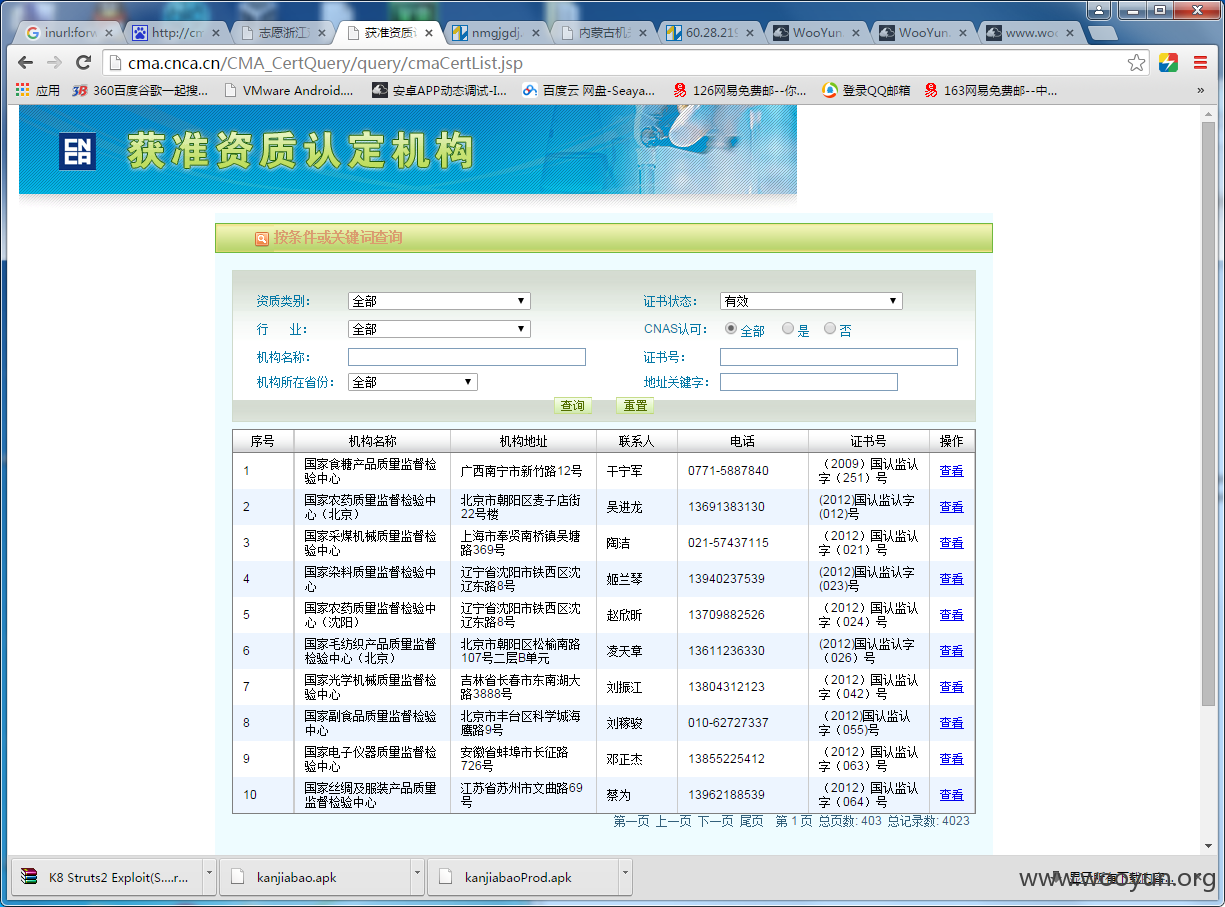 inurl:forw
http://cm
志愿浙江
获准资质
nmgjgdj.
内蒙古机
60.28.219
WooYun.
WooYun.
www.woo
cma.cnca.cn/CMA_CertQuery/query/cmaCertList.jsp
应用 360百度谷歌一起搜... VMware Android.... 安卓APP动态调试-I... 百度云 网盘-Seaya... 126网易免费邮--你... 登录QQ邮箱 163网易免费邮--中... »
获准资质认定机构
按条件或关键词查询
资质类别： 全部 证书状态： 有效
行 业： 全部 CNAS认可： 全部 是 否
机构名称： 证书号：
机构所在省份： 全部 地址关键字：
查询 重置
序号 机构名称 机构地址 联系人 电话 证书号 操作
1 国家食糖产品质量监督检验中心 广西南宁市新竹路12号 干宁军 0771-5887840 （2009）国认监认字（251）号 查看
2 国家农药质量监督检验中心（北京） 北京市朝阳区麦子店街22号楼 吴进龙 13691383130 (2012)国认监认字(012)号 查看
3 国家采煤机械质量监督检验中心 上海市奉贤南桥镇吴塘路369号 陶洁 021-57437115 （2012）国认监认字（021）号 查看
4 国家染料质量监督检验中心 辽宁省沈阳市铁西区沈辽东路8号 姬兰琴 13940237539 (2012)国认监认字(023)号 查看
5 国家农药质量监督检验中心（沈阳） 辽宁省沈阳市铁西区沈辽东路8号 赵欣昕 13709882526 （2012）国认监认字（024）号 查看
6 国家毛纺织产品质量监督检验中心（北京） 北京市朝阳区松榆南路107号二层B单元 凌天章 13611236330 (2012)国认监认字（026）号 查看
7 国家光学机械质量监督检验中心 吉林省长春市东南湖大路3888号 刘振江 13804312123 （2012）国认监认字（042）号 查看
8 国家副食品质量监督检验中心 北京市丰台区科学城海鹰路9号 刘稼骏 010-62727337 （2012)国认监认字（055)号 查看
9 国家电子仪器质量监督检验中心 安徽省蚌埠市长征路726号 邓正杰 13855225412 （2012）国认监认字（063）号 查看
10 国家丝绸及服装产品质量监督检验中心 江苏省苏州市文曲路69号 蔡为 13962188539 （2012）国认监认字（064）号 查看
第一页 上一页 下一页 尾页 第 1 页 总页数: 403 总记录数: 4023
K8 Struts2 Exploit(S....r... kanjiabao.apk kanjiabaoProd.apk
www.wooyun.org